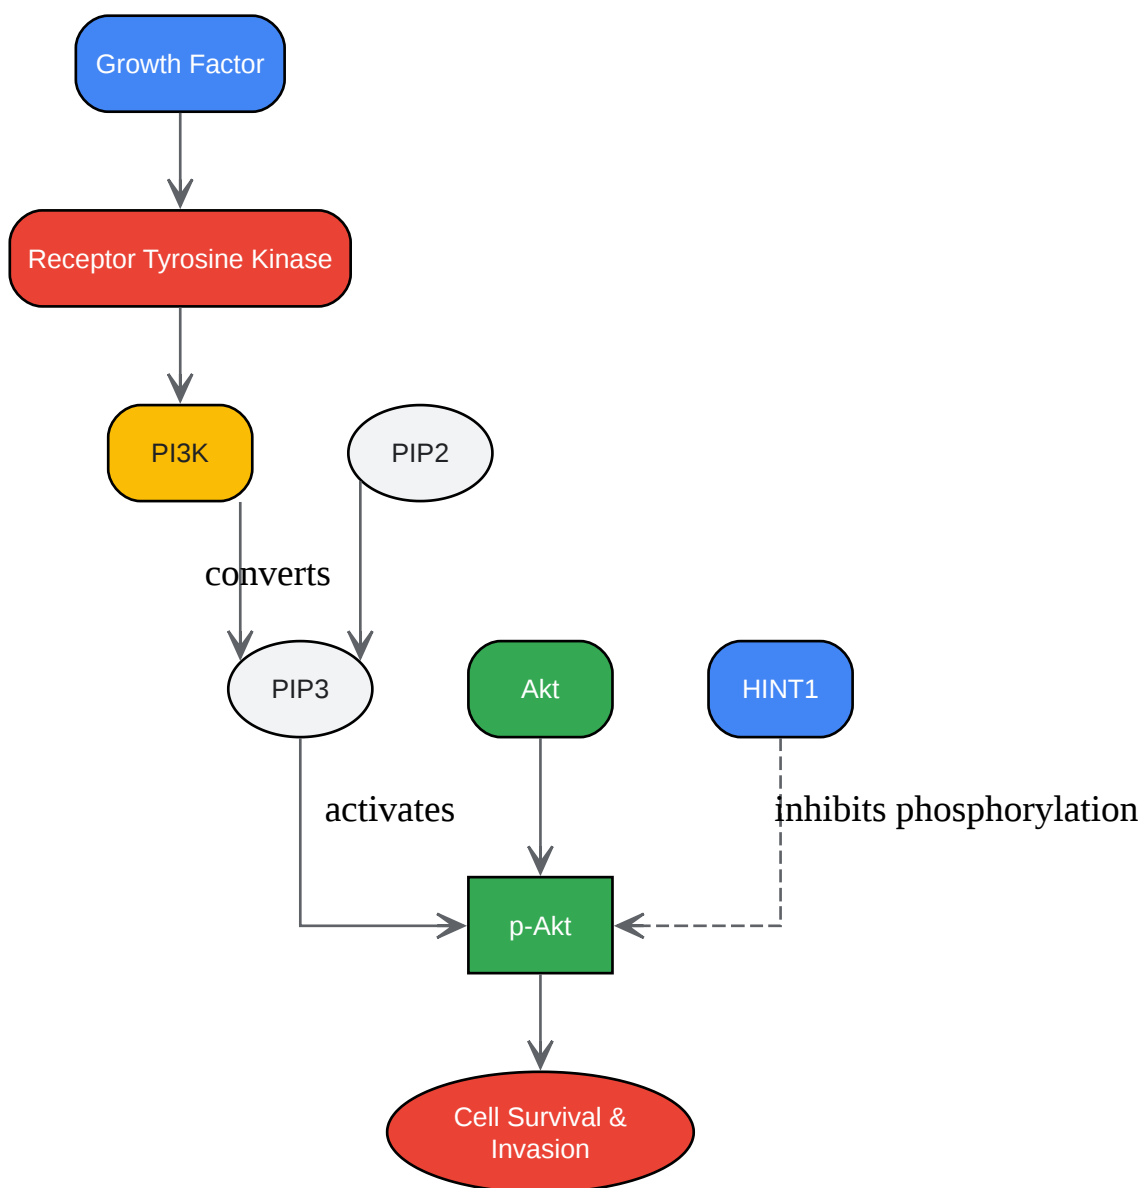 Growth Factor
Receptor Tyrosine Kinase
PI3K
PIP2
converts
PIP3
Akt
HINT1
activates
inhibits phosphorylation
p-Akt
Cell Survival &
Invasion